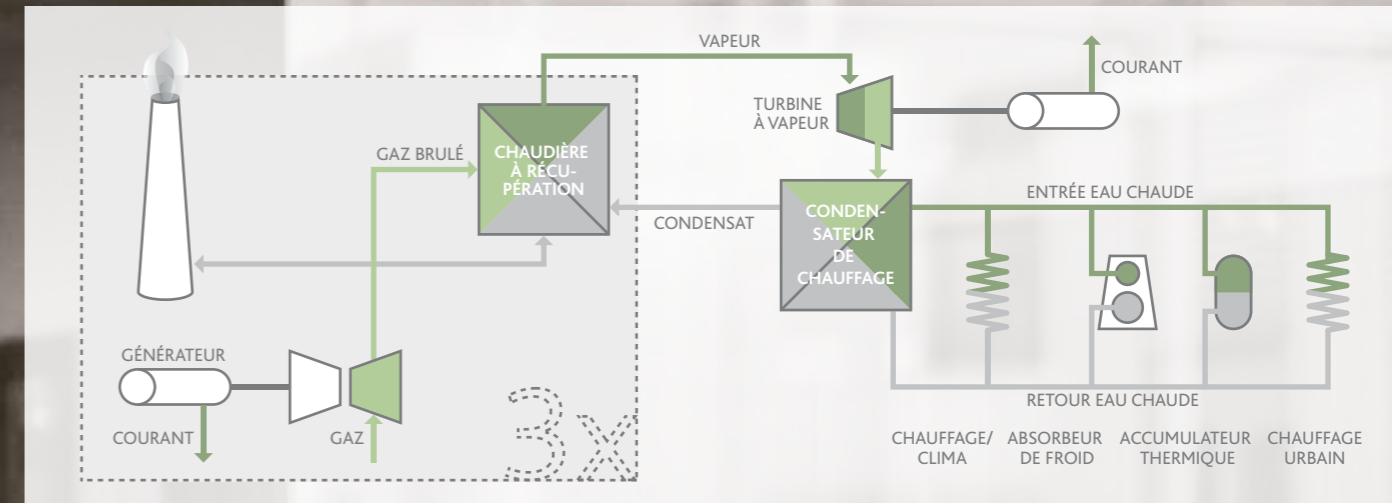 VAPEUR
COURANT
TURBINE
À VAPEUR
GAZ BRULÉ
CHAUDIÈRE
À RÉCU-
PÉRATION
ENTRÉE EAU CHAUDE
CONDENSAT
CONDEN-
SATEUR
DE
CHAUFFAGE
GÉNÉRATEUR
COURANT
GAZ
3x
RETOUR EAU CHAUDE
CHAUFFAGE/
CLIMA
ABSORBEUR
DE FROID
ACCUMULATEUR
THERMIQUE
CHAUFFAGE
URBAIN